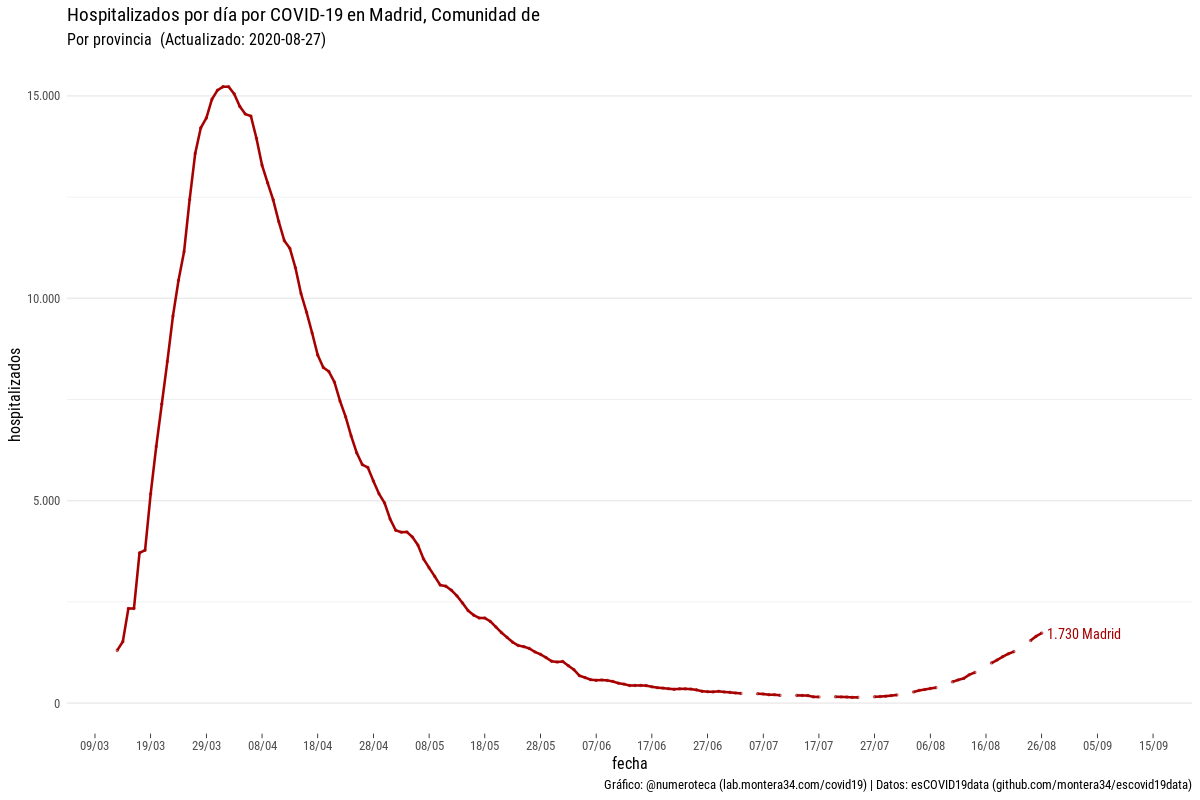 Hospitalizados por día por COVID-19 en Madrid, Comunidad de
Por provincia (Actualizado: 2020-08-27)
hospitalizados
15.000
10.000
5.000
0
1.730 Madrid
09/03 19/03 29/03 08/04 18/04 28/04 08/05 18/05 28/05 07/06 17/06 27/06 07/07 17/07 27/07 06/08 16/08 26/08 05/09 15/09
fecha
Gráfico: @numeroteca (lab.montera34.com/covid19) | Datos: esCOVID19data (github.com/montera34/escovid19data)